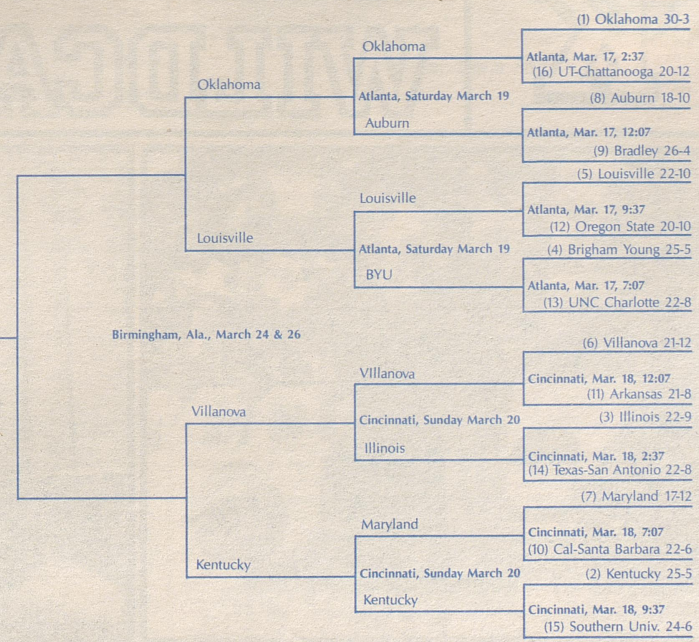 (1) Oklahoma 30-3
Oklahoma
Atlanta, Mar. 17, 2:37
(16) UT-Chattanooga 20-12
Oklahoma
Atlanta, Saturday March 19
(8) Auburn 18-10
Auburn
Atlanta, Mar. 17, 12:07
(9) Bradley 26-4
(5) Louisville 22-10
Louisville
Atlanta, Mar. 17, 9:37
(12) Oregon State 20-10
Louisville
Atlanta, Saturday March 19
(4) Brigham Young 25-5
BYU
Atlanta, Mar. 17, 7:07
(13) UNC Charlotte 22-8
Birmingham, Ala., March 24 & 26
(6) Villanova 21-12
VIllanova
Cincinnati, Mar. 18, 12:07
(11) Arkansas 21-8
Villanova
Cincinnati, Sunday March 20
(3) Illinois 22-9
Illinois
Cincinnati, Mar. 18, 2:37
(14) Texas-San Antonio 22-8
(7) Maryland 17-12
Maryland
Cincinnati, Mar. 18, 7:07
(10) Cal-Santa Barbara 22-6
Kentucky
Cincinnati, Sunday March 20
(2) Kentucky 25-5
Kentucky
Cincinnati, Mar. 18, 9:37
(15) Southern Univ. 24-6